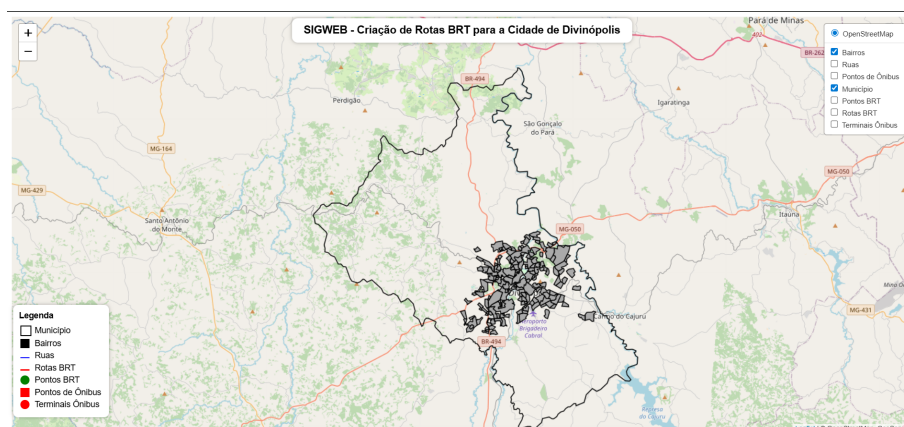 SIGWEB - Criação de Rotas BRT para a Cidade de Divinópolis
+
−
OpenStreetMap
Bairros
Ruas
Pontos de Ônibus
Município
Pontos BRT
Rotas BRT
Terminais Ônibus
Pará de Minas
BR-262
BR-494
Perdigão
Igaratinga
São Gonçalo
do Pará
MG-164
MG-429
MG-050
Santo Antônio
do Monte
Itaúna
MG-050
Aeroporto
Brigadeiro
Cabral
do Cajuru
MG-431
BR-494
Legenda
Município
Bairros
Ruas
Rotas BRT
Pontos BRT
Pontos de Ônibus
Terminais Ônibus